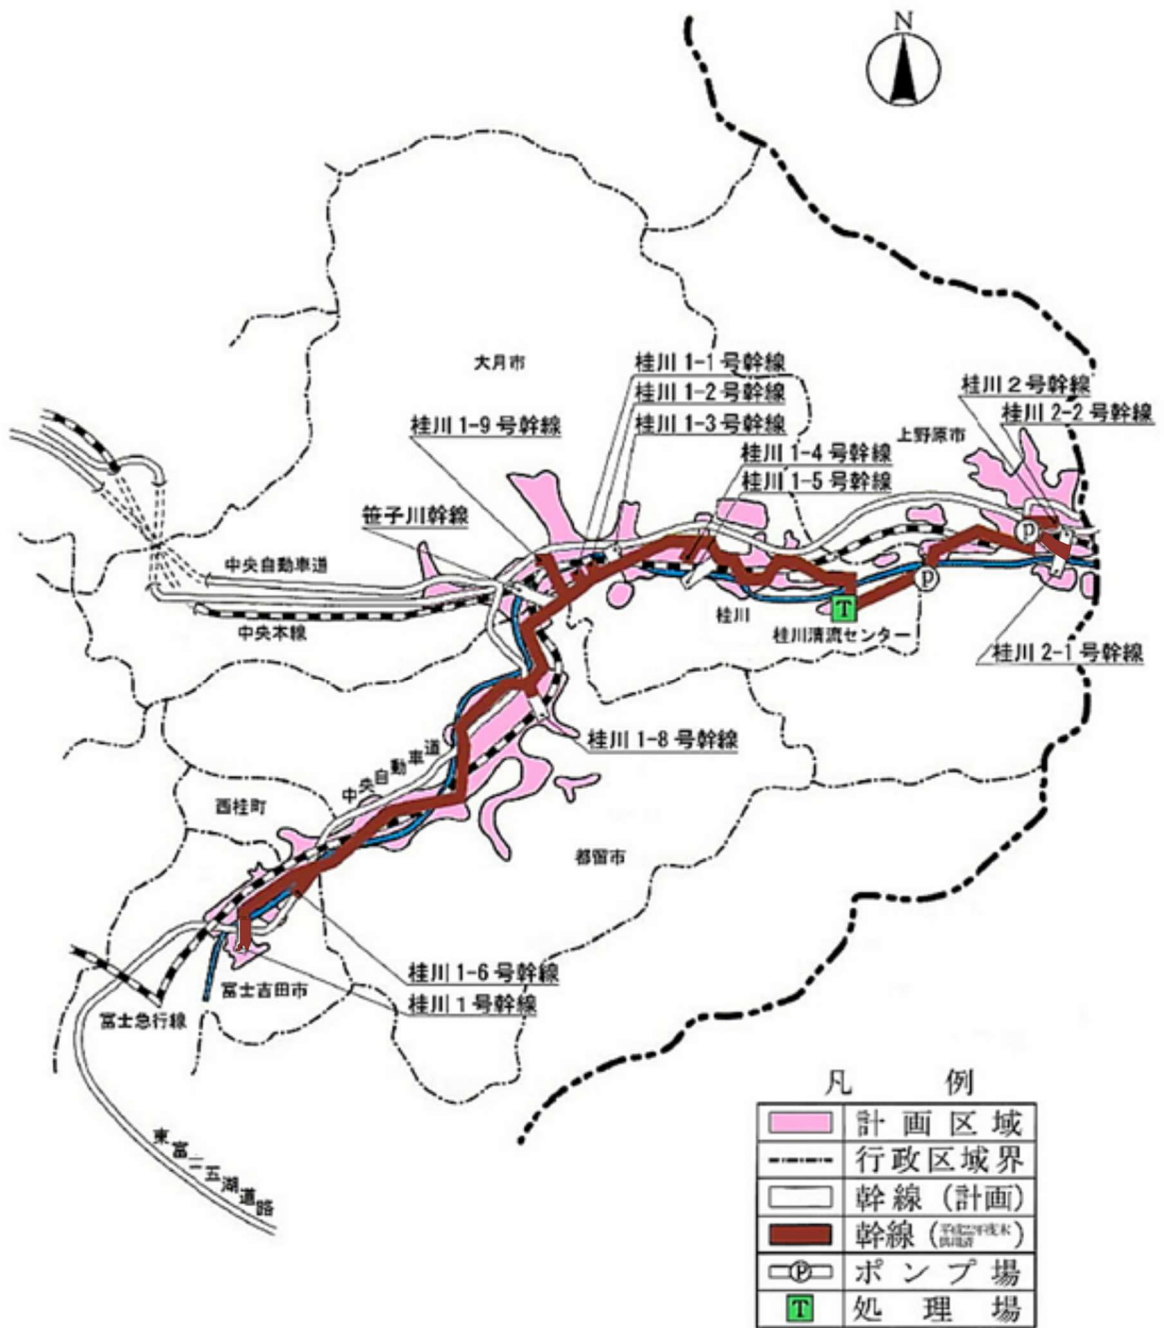 N
大月市
桂川 1-1 号幹線
桂川 1-2 号幹線
桂川 1-3 号幹線
桂川 1-9 号幹線
桂川 2 号幹線
桂川 2-2 号幹線
上野原市
桂川 1-4 号幹線
桂川 1-5 号幹線
笹子川幹線
P
中央自動車道
P
T
中央本線
桂川
桂川清流センター
桂川 2-1 号幹線
桂川 1-8 号幹線
中央自動車道
西桂町
都留市
桂川 1-6 号幹線
富士吉田市
桂川 1 号幹線
富士急行線
東富士五湖道路
凡 例
計画区域
行政区域界
幹線 (計画)
幹線
P ポンプ場
T 処理場